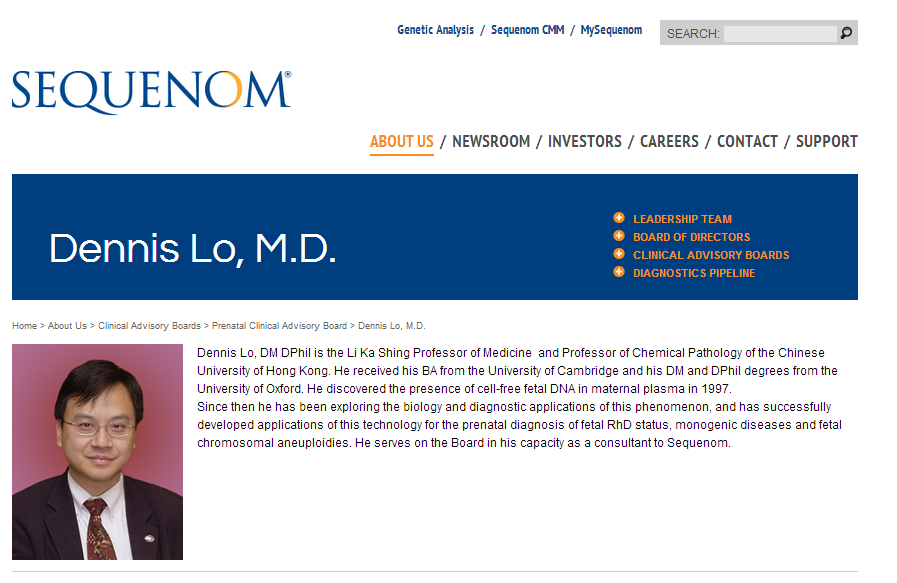 Genetic Analysis / Sequenom CMM / MySequenom
SEARCH:
SEQUENOM®
ABOUT US / NEWSROOM / INVESTORS / CAREERS / CONTACT / SUPPORT
Dennis Lo, M.D.
LEADERSHIP TEAM
BOARD OF DIRECTORS
CLINICAL ADVISORY BOARDS
DIAGNOSTICS PIPELINE
Home > About Us > Clinical Advisory Boards > Prenatal Clinical Advisory Board > Dennis Lo, M.D.
Dennis Lo, DM DPhil is the Li Ka Shing Professor of Medicine and Professor of Chemical Pathology of the Chinese
University of Hong Kong. He received his BA from the University of Cambridge and his DM and DPhil degrees from the
University of Oxford. He discovered the presence of cell-free fetal DNA in maternal plasma in 1997.
Since then he has been exploring the biology and diagnostic applications of this phenomenon, and has successfully
developed applications of this technology for the prenatal diagnosis of fetal RhD status, monogenic diseases and fetal
chromosomal aneuploidies. He serves on the Board in his capacity as a consultant to Sequenom.